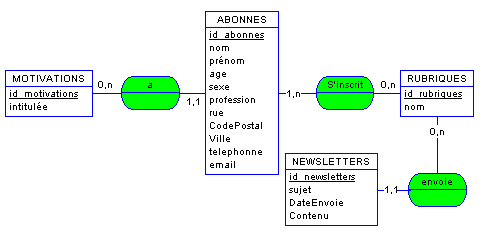 MOTIVATIONS
id_motivations
intitulée
0,n
a
1,1
ABONNES
id_abonnes
nom
prénom
age
sexe
profession
rue
CodePostal
Ville
telephonne
email
1,n
S'inscrit
0,n
RUBRIQUES
id_rubriques
nom
0,n
envoie
1,1
NEWSLETTERS
id_newsletters
sujet
DateEnvoie
Contenu